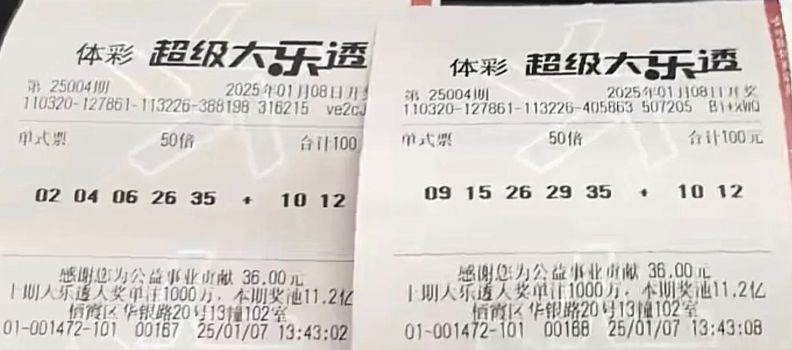 体彩 超级大乐透
第 25004期 2025年01月08日开奖
110320-127861-113226-388198 316215 ve2cJ
单式票 50倍 合计100
02 04 06 26 35 + 10 12
感谢您为公益事业贡献 36.00元
上期大乐透头奖单注1000万，本期奖池11.2亿
栖霞区华银路20号13幢102室
01-001472-101 00167 25/01/07 13:43:02
体彩 超级大乐透
第 25004期 2025年01月08日开奖
110320-127861-113226-405863 507205
单式票 50倍 合计100元
09 15 26 29 35 + 10 12
感谢您为公益事业贡献 36.00元
上期大乐透头奖单注1000万，本期奖池11.2亿
栖霞区华银路20号13幢102室
01-001472-101 00168 25/01/07 13:43:08